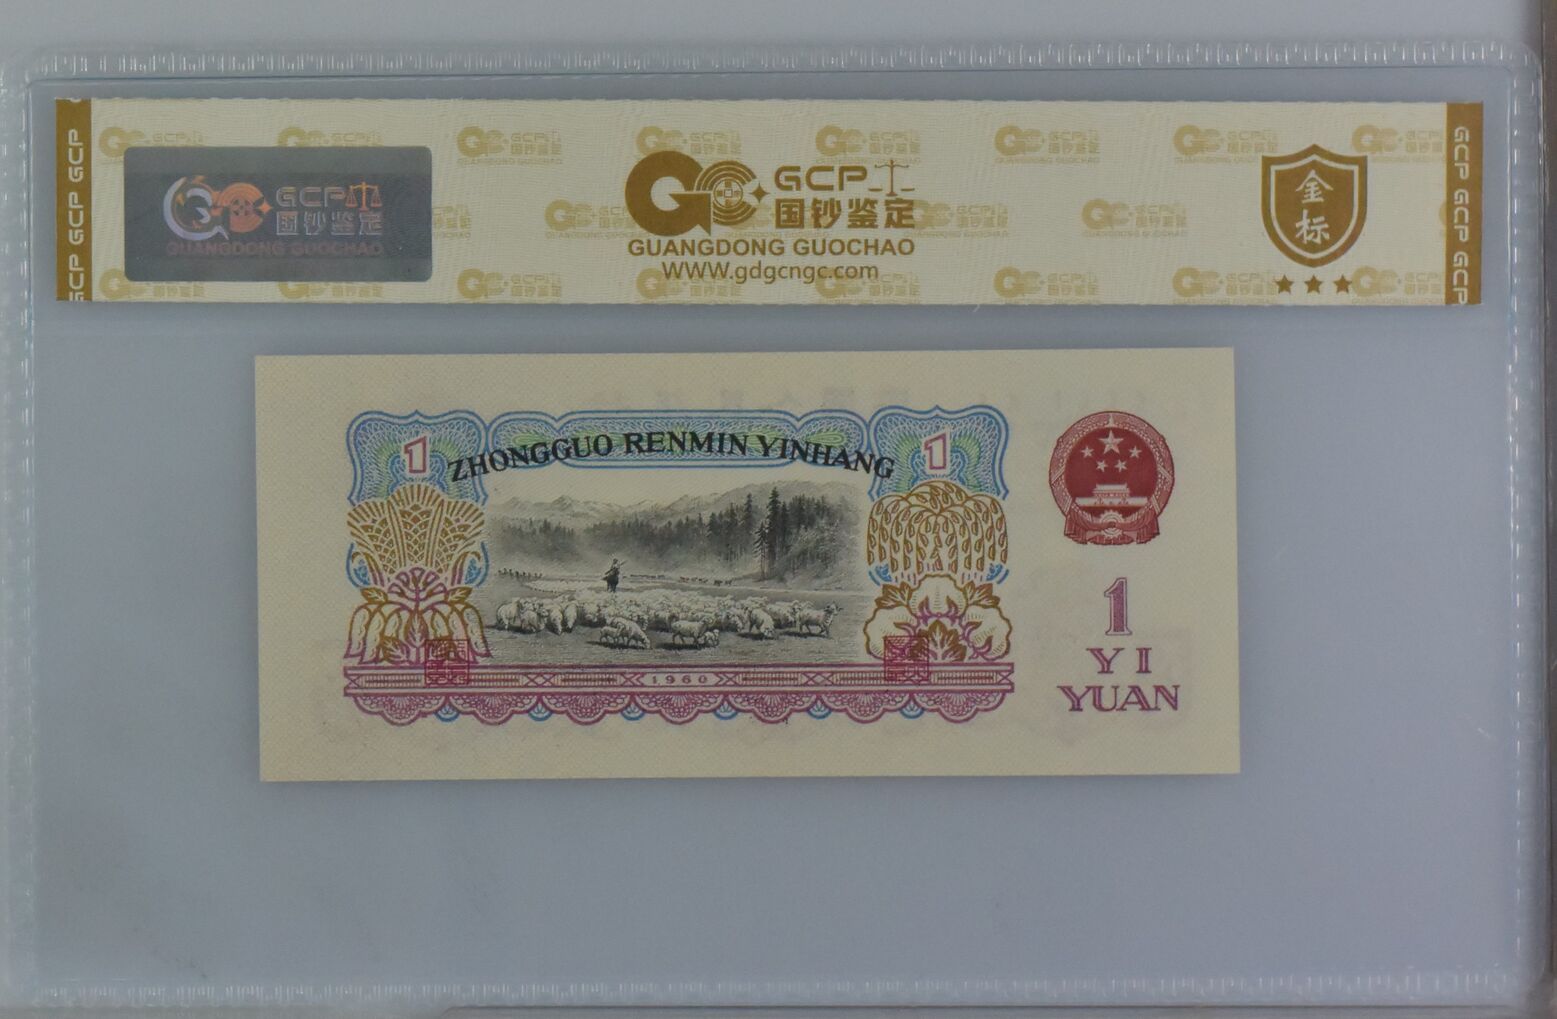 GCP GCP GCP
GCP
国钞鉴定
GUANGDONG GUOCHAO
GCP
国钞鉴定
GUANGDONG GUOCHAO
WWW.gdgcngc.com
金
标
GCP GCP GCP
1
ZHONGGUO RENMIN YINHANG
1
1960
1
YI
YUAN